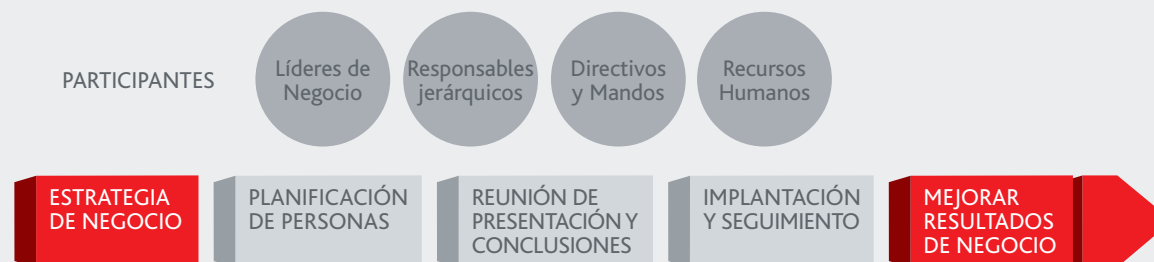 PARTICIPANTES
Líderes de
Negocio
Responsables
jerárquicos
Directivos
y Mandos
Recursos
Humanos
ESTRATEGIA
DE NEGOCIO
PLANIFICACIÓN
DE PERSONAS
REUNIÓN DE
PRESENTACIÓN Y
CONCLUSIONES
IMPLANTACIÓN
Y SEGUIMIENTO
MEJORAR
RESULTADOS
DE NEGOCIO